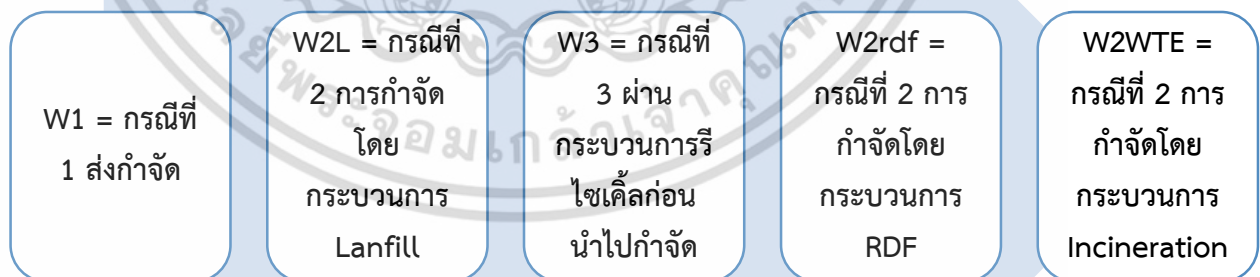 W1 = กรณีที่
1 ส่งกำจัด
W2L = กรณีที่
2 การกำจัด
โดย
กระบวนการ
Lanfill
W3 = กรณีที่
3 ผ่าน
กระบวนการรี
ไซเคิ้ลก่อน
นำไปกำจัด
W2rdf =
กรณีที่ 2 การ
กำจัดโดย
กระบวนการ
RDF
W2WTE =
กรณีที่ 2 การ
กำจัดโดย
กระบวนการ
Incineration